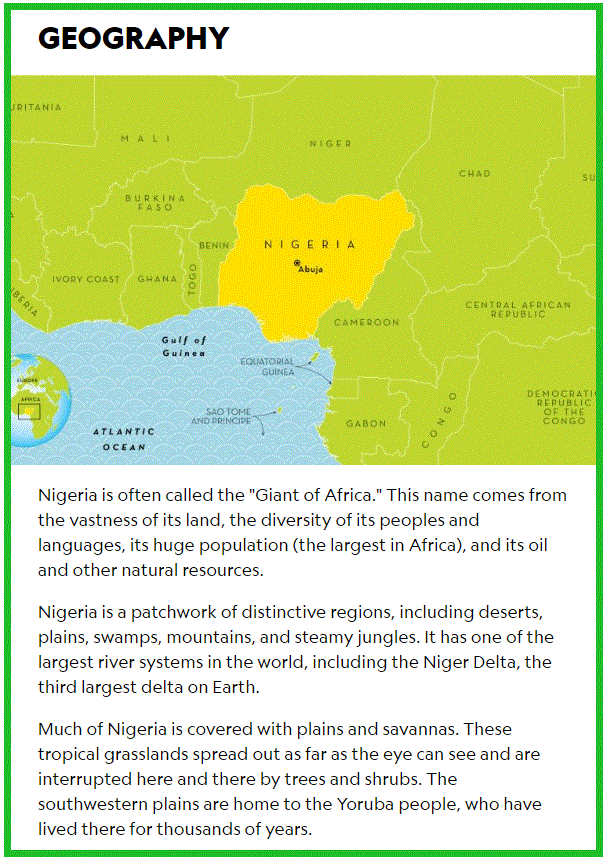 GEOGRAPHY
URITANIA
MALI
NIGER
CHAD
SU
BURKINA
FASO
BENIN
NIGERIA
Abuja
IVORY COAST
GHANA
TOGO
IBERIA
CENTRAL AFRICAN
REPUBLIC
CAMEROON
Gulf of
Guinea
EQUATORIAL
GUINEA
EUROPE
AFRICA
SAO TOME
AND PRINCIPE
GABON
CONGO
DEMOCRATI
REPUBLIC
OF THE
CONGO
ATLANTIC
OCEAN
Nigeria is often called the "Giant of Africa." This name comes from
the vastness of its land, the diversity of its peoples and
languages, its huge population (the largest in Africa), and its oil
and other natural resources.
Nigeria is a patchwork of distinctive regions, including deserts,
plains, swamps, mountains, and steamy jungles. It has one of the
largest river systems in the world, including the Niger Delta, the
third largest delta on Earth.
Much of Nigeria is covered with plains and savannas. These
tropical grasslands spread out as far as the eye can see and are
interrupted here and there by trees and shrubs. The
southwestern plains are home to the Yoruba people, who have
lived there for thousands of years.